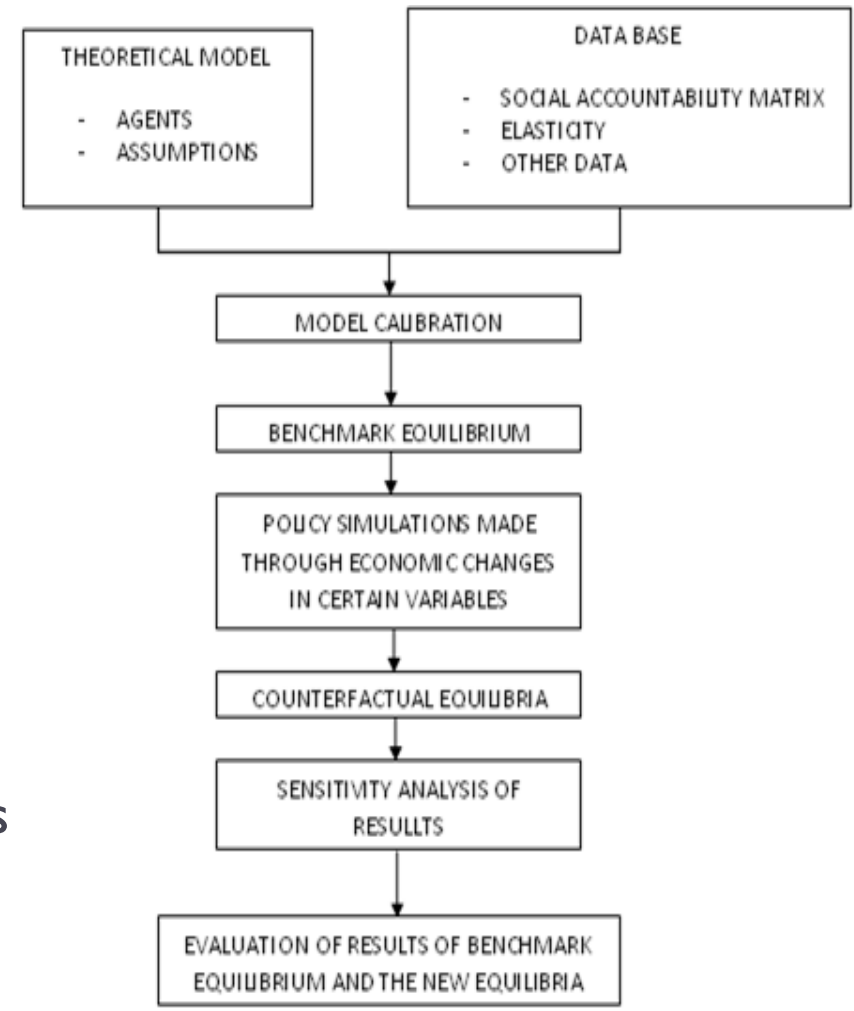 THEORETICAL MODEL
- AGENTS
- ASSUMPTIONS
DATA BASE
- SOCIAL ACCOUNTABILITY MATRIX
- ELASTICITY
- OTHER DATA
MODEL CALIBRATION
BENCHMARK EQUILIBRIUM
POLICY SIMULATIONS MADE
THROUGH ECONOMIC CHANGES
IN CERTAIN VARIABLES
COUNTERFACTUAL EQUILIBRIA
s
SENSITIVITY ANALYSIS OF
RESULLTS
EVALUATION OF RESULTS OF BENCHMARK
EQUILIBRIUM AND THE NEW EQUILIBRIA